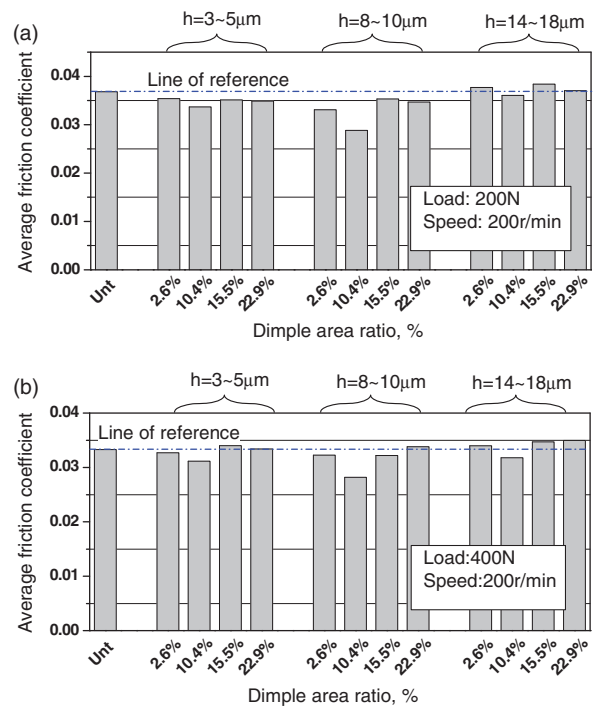 (a)
h=3~5μm h=8~10μm h=14~18μm
Average friction coefficient
0.04
0.03
0.02
0.01
0.00
Line of reference
Load: 200N
Speed: 200r/min
Unt 2.6% 10.4% 15.5% 22.9% 2.6% 10.4% 15.5% 22.9% 2.6% 10.4% 15.5% 22.9%
Dimple area ratio, %
(b)
h=3~5μm h=8~10μm h=14~18μm
Average friction coefficient
0.04
0.03
0.02
0.01
0.00
Line of reference
Load:400N
Speed:200r/min
Unt 2.6% 10.4% 15.5% 22.9% 2.6% 10.4% 15.5% 22.9% 2.6% 10.4% 15.5% 22.9%
Dimple area ratio, %